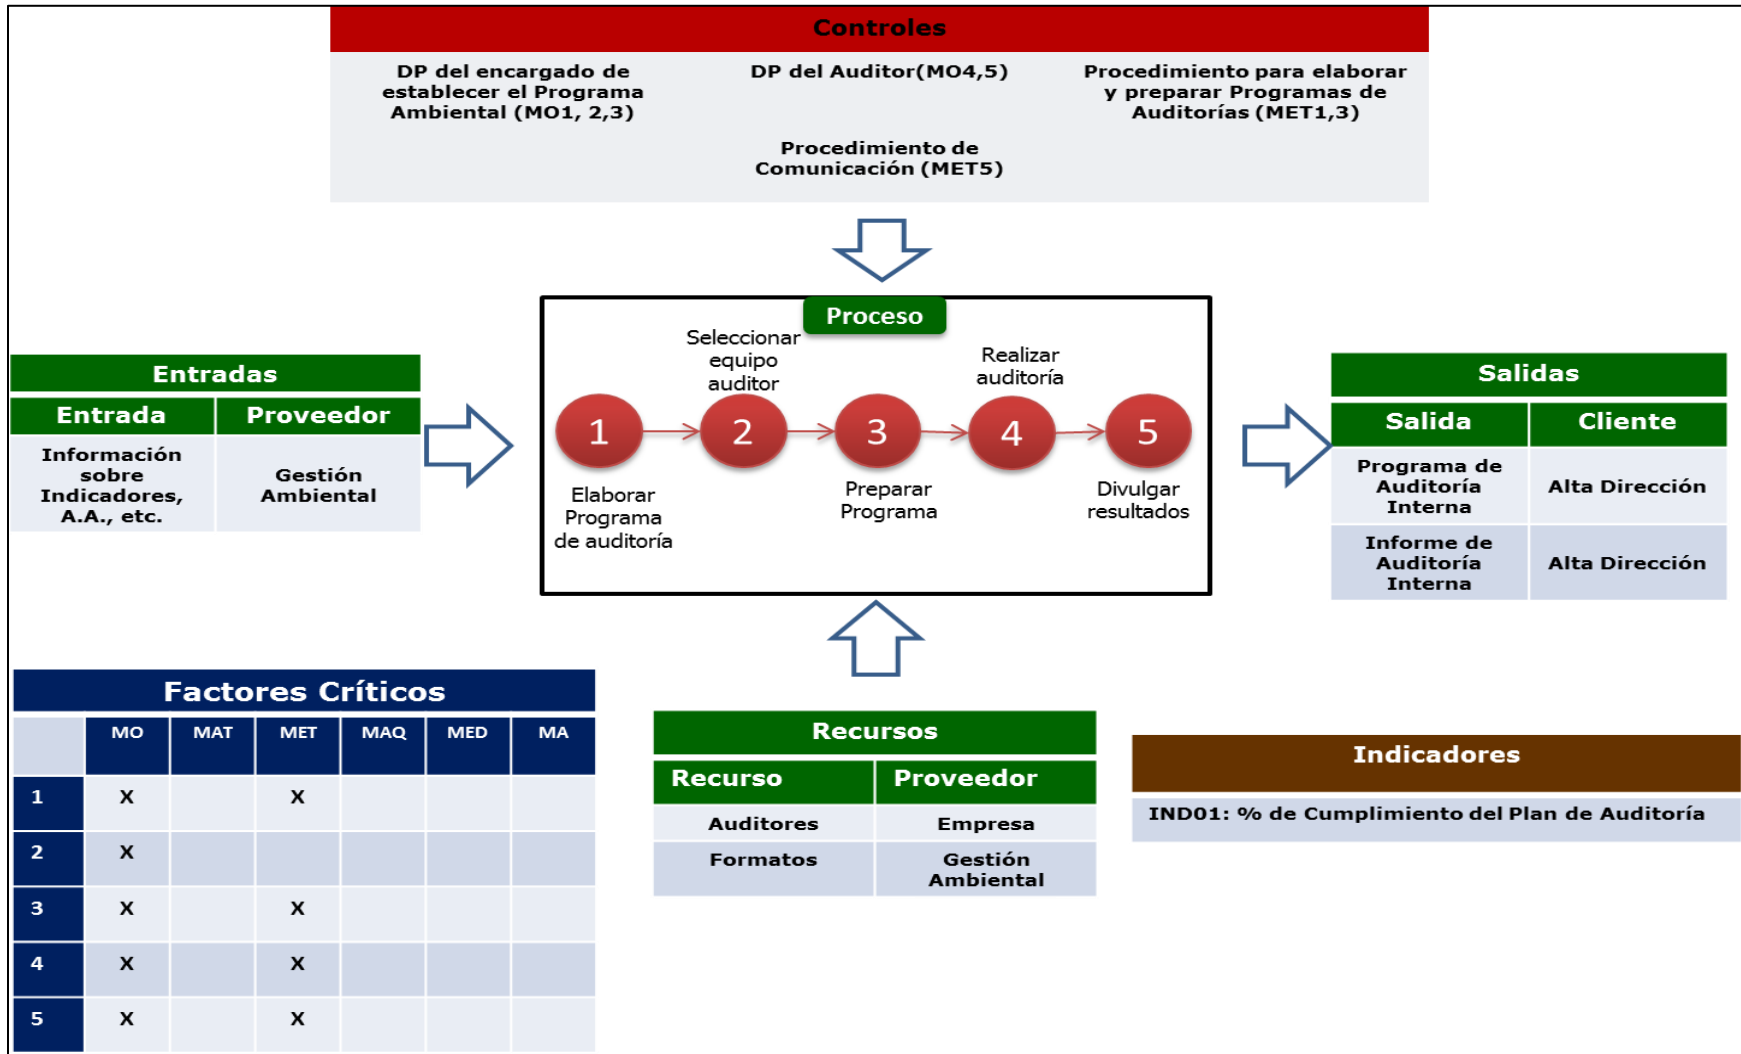 Controles
DP del encargado de
establecer el Programa
Ambiental (MO1, 2,3)
DP del Auditor(MO4,5)
Procedimiento para elaborar
y preparar Programas de
Auditorías (MET1,3)
Procedimiento de
Comunicación (MET5)
Proceso
Seleccionar
equipo
auditor
Realizar
auditoría
1
2
3
4
5
Elaborar
Programa
de auditoría
Preparar
Programa
Divulgar
resultados
Entradas
Entrada Proveedor
Información
sobre
Indicadores,
A.A., etc.
Gestión
Ambiental
Salidas
Salida Cliente
Programa de
Auditoría
Interna
Alta Dirección
Informe de
Auditoría
Interna
Alta Dirección
Factores Críticos
MO MAT MET MAQ MED MA
1 X X
2 X
3 X X
4 X X
5 X X
Recursos
Recurso Proveedor
Auditores Empresa
Formatos Gestión
Ambiental
Indicadores
IND01: % de Cumplimiento del Plan de Auditoría